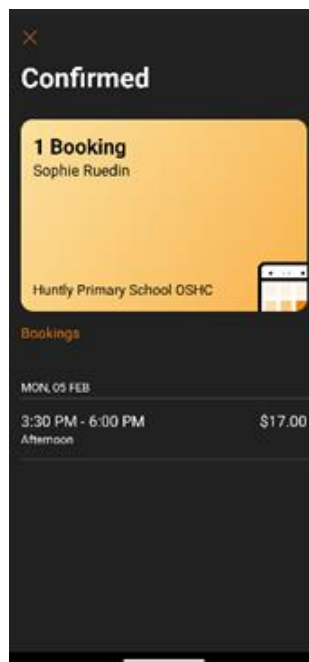 Confirmed
1 Booking
Sophie Ruedin
Huntly Primary School OSHC
Bookings
MON, 05 FEB
3:30 PM - 6:00 PM $17.00
Afternoon